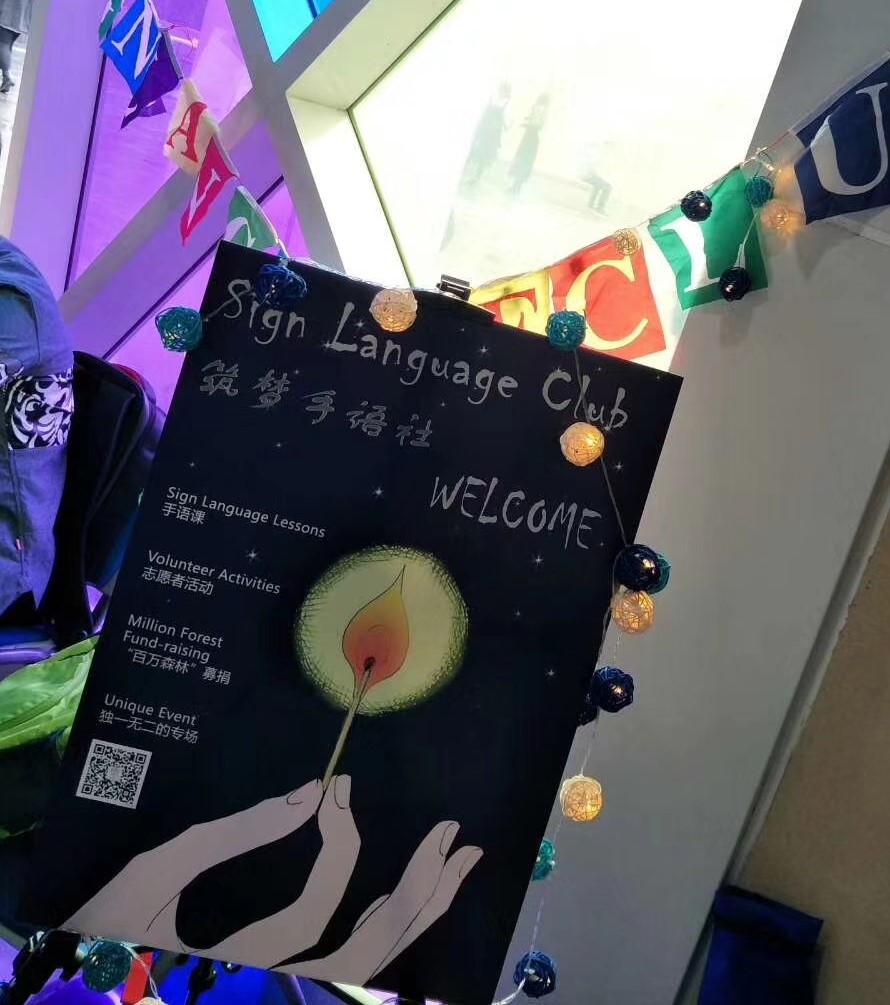 N
A
L
G
E
C
L
U
Sign Language Club
筑梦手语社
WELCOME
Sign Language Lessons
手语课
Volunteer Activities
志愿者活动
Million Forest
Fund-raising
“百万森林”募捐
Unique Event
独一无二的专场